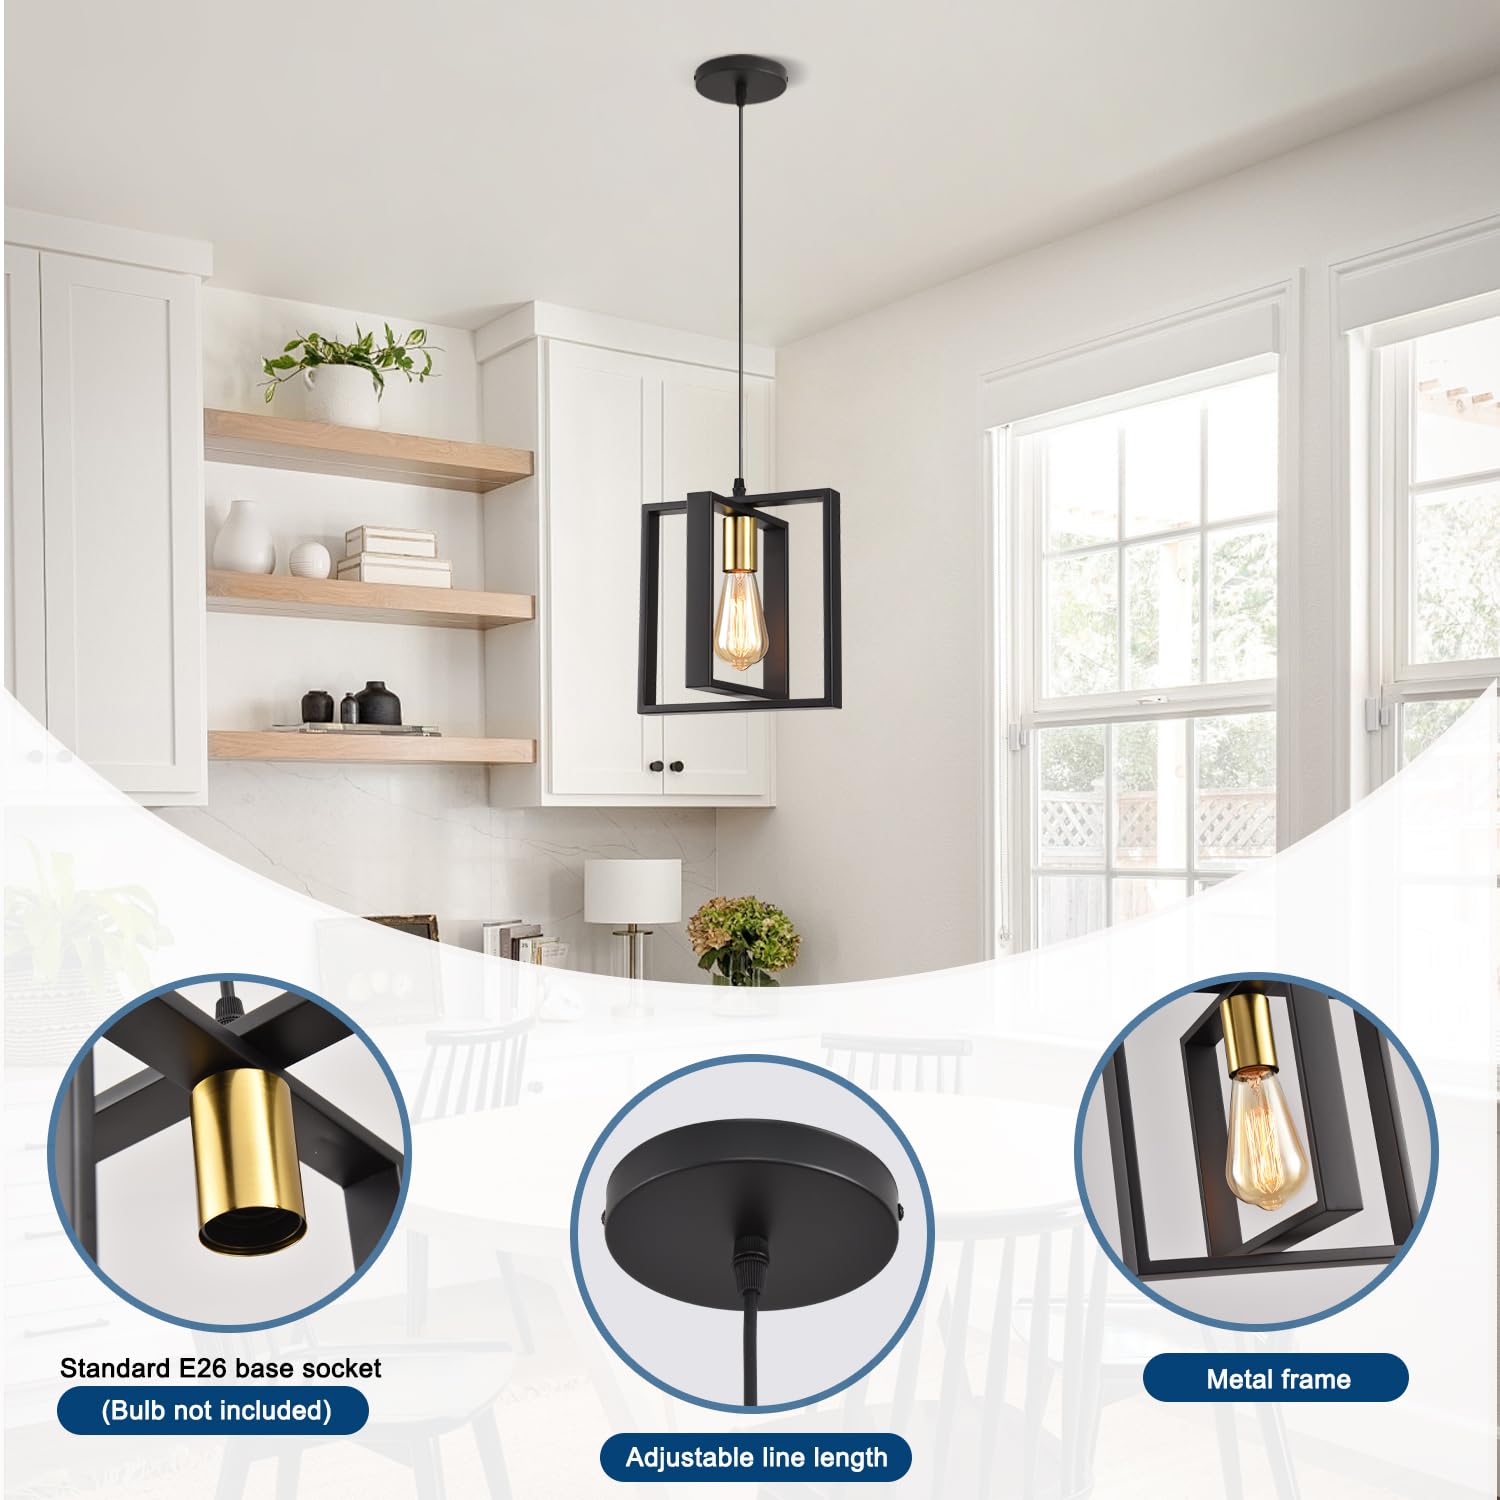 Standard E26 base socket
(Bulb not included)
Adjustable line length
Metal frame